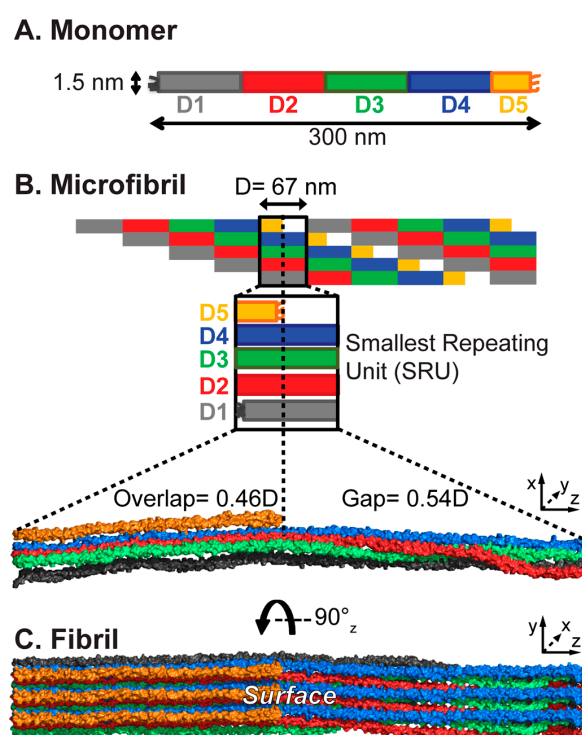 A. Monomer
1.5 nm
D1 D2 D3 D4 D5
300 nm
B. Microfibril
D= 67 nm
D5
D4
D3
D2
D1
Smallest Repeating
Unit (SRU)
Overlap= 0.46D
Gap= 0.54D
x y z
90°z
C. Fibril
y x z
Surface